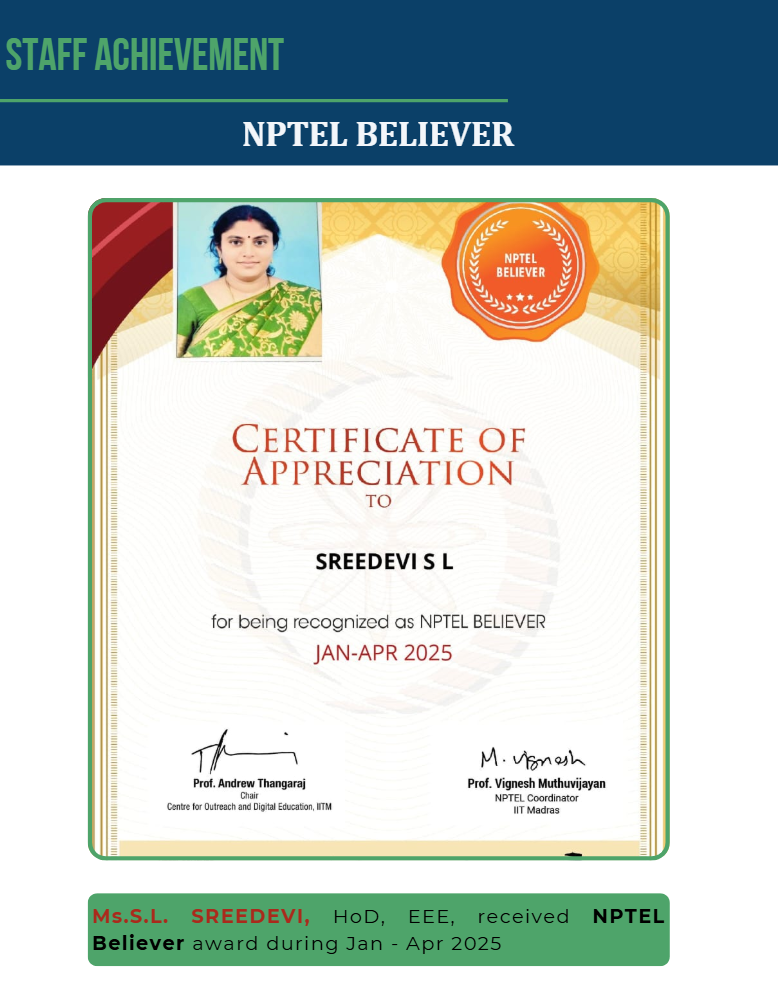 STAFF ACHIEVEMENT
NPTEL BELIEVER
NPTEL
BELIEVER
CERTIFICATE OF
APPRECIATION
TO
SREEDEVI S L
for being recognized as NPTEL BELIEVER
JAN-APR 2025
M. Vignesh
Prof. Andrew Thangaraj
Chair
Centre for Outreach and Digital Education, IITM
Prof. Vignesh Muthuvijayan
NPTEL Coordinator
IIT Madras
Ms.S.L. SREEDEVI, HoD, EEE, received NPTEL
Believer award during Jan - Apr 2025